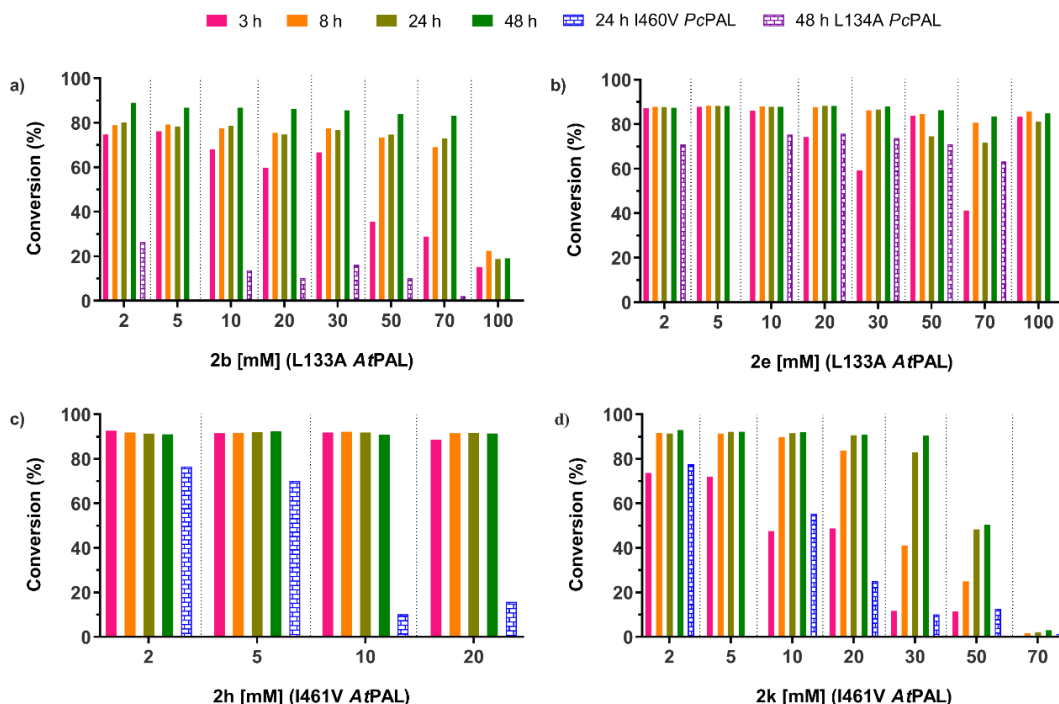 3 h 8 h 24 h 48 h 24 h I460V PcPAL 48 h L134A PcPAL
a)
Conversion (%)
100
80
60
40
20
0
2 5 10 20 30 50 70 100
2b [mM] (L133A AtPAL)
b)
Conversion (%)
100
80
60
40
20
0
2 5 10 20 30 50 70 100
2e [mM] (L133A AtPAL)
c)
Conversion (%)
100
80
60
40
20
0
2 5 10 20
2h [mM] (I461V AtPAL)
d)
Conversion (%)
100
80
60
40
20
0
2 5 10 20 30 50 70
2k [mM] (I461V AtPAL)